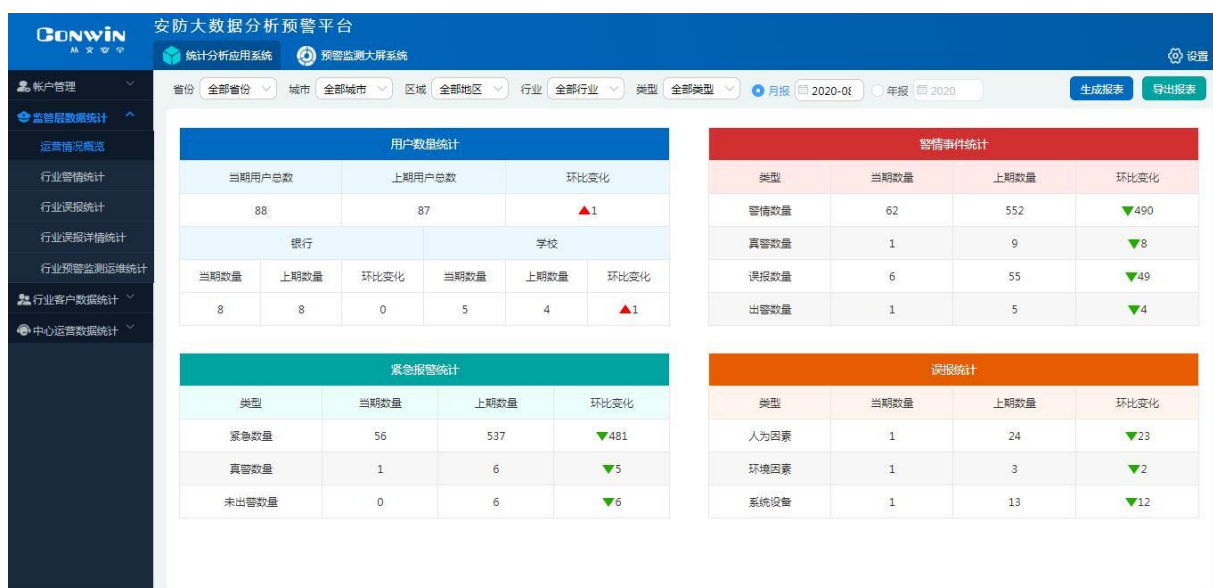 CONWIN 安防大数据分析预警平台
统计分析应用系统 预警监测大屏系统 设置
帐户管理
监管层数据统计
运营情况概览
行业警情统计
行业误报统计
行业误报详情统计
行业预警监测运维统计
行业客户数据统计
中心运营数据统计
省份 全部省份 城市 全部城市 区域 全部地区 行业 全部行业 类型 全部类型 月报 2020-08 年报 2020 生成报表 导出报表
用户数量统计
当期用户总数 上期用户总数 环比变化
88 87 ▲1
银行 学校
当期数量 上期数量 环比变化 当期数量 上期数量 环比变化
8 8 0 5 4 ▲1
警情事件统计
类型 当期数量 上期数量 环比变化
警情数量 62 552 ▼490
真警数量 1 9 ▼8
误报数量 6 55 ▼49
出警数量 1 5 ▼4
紧急报警统计
类型 当期数量 上期数量 环比变化
紧急数量 56 537 ▼481
真警数量 1 6 ▼5
未出警数量 0 6 ▼6
误报统计
类型 当期数量 上期数量 环比变化
人为因素 1 24 ▼23
环境因素 1 3 ▼2
系统设备 1 13 ▼12